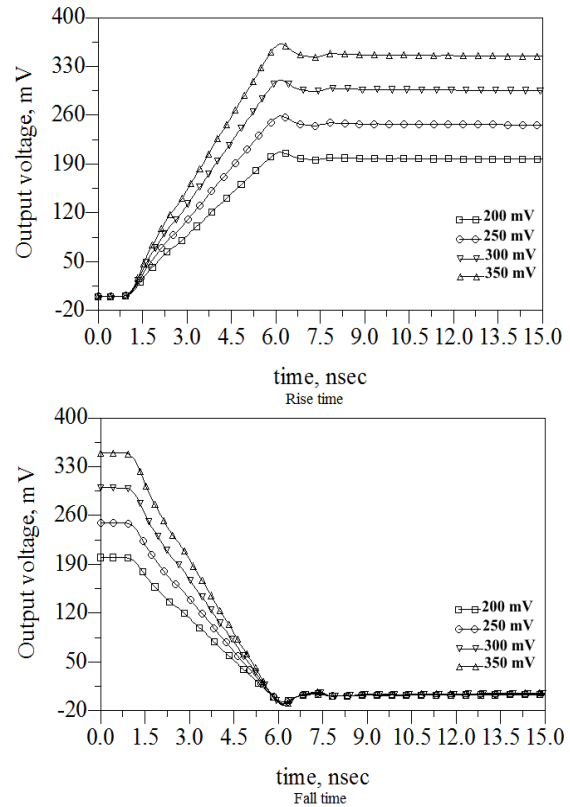 400
330
260
190
120
50
-20
Output voltage, mV
200 mV
250 mV
300 mV
350 mV
0.0 1.5 3.0 4.5 6.0 7.5 9.0 10.5 12.0 13.5 15.0
time, nsec
Rise time
400
330
260
190
120
50
-20
Output voltage, mV
200 mV
250 mV
300 mV
350 mV
0.0 1.5 3.0 4.5 6.0 7.5 9.0 10.5 12.0 13.5 15.0
time, nsec
Fall time